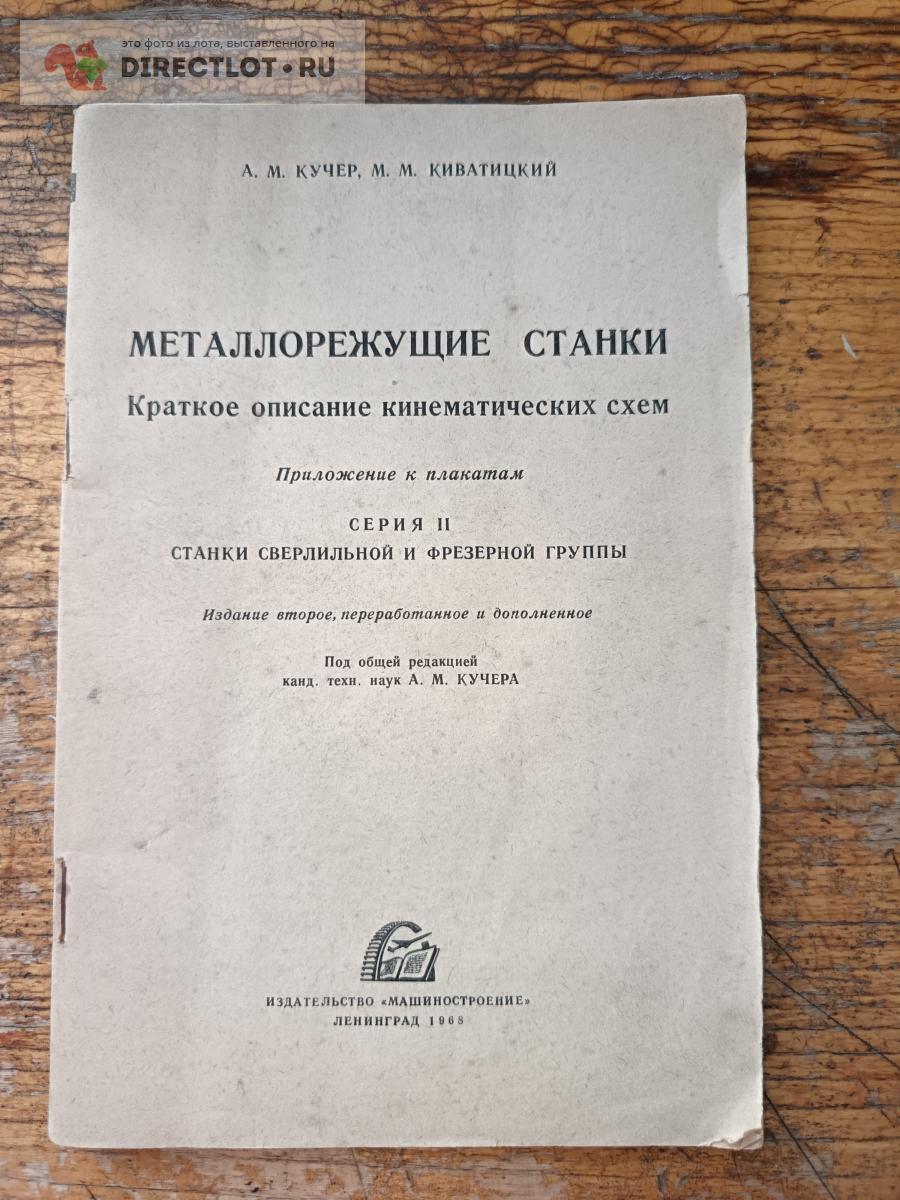 это фото из лота, выставленного на
DIRECTLOT•RU
А. М. КУЧЕР, М. М. КИВАТИЦКИЙ
МЕТАЛЛОРЕЖУЩИЕ СТАНКИ
Краткое описание кинематических схем
Приложение к плакатам
СЕРИЯ II
СТАНКИ СВЕРЛИЛЬНОЙ И ФРЕЗЕРНОЙ ГРУППЫ
Издание второе, переработанное и дополненное
Под общей редакцией
канд. техн. наук А. М. КУЧЕРА
ИЗДАТЕЛЬСТВО «МАШИНОСТРОЕНИЕ»
ЛЕНИНГРАД 1968